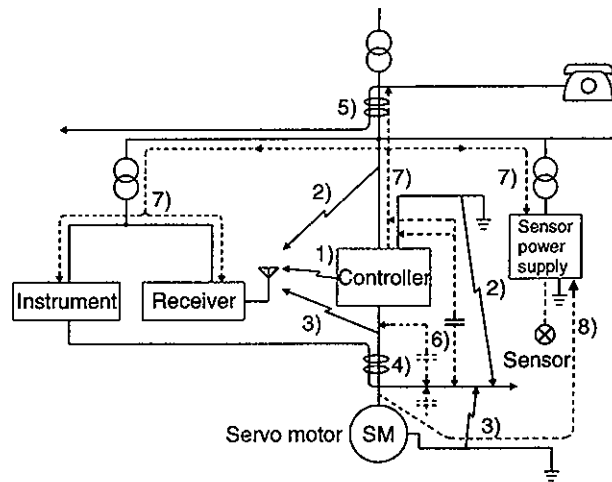 5)
7)
2)
7)
7)
1)
Controller
Sensor
power
supply
Instrument
Receiver
3)
6)
2)
8)
Sensor
4)
Servo motor
SM
3)